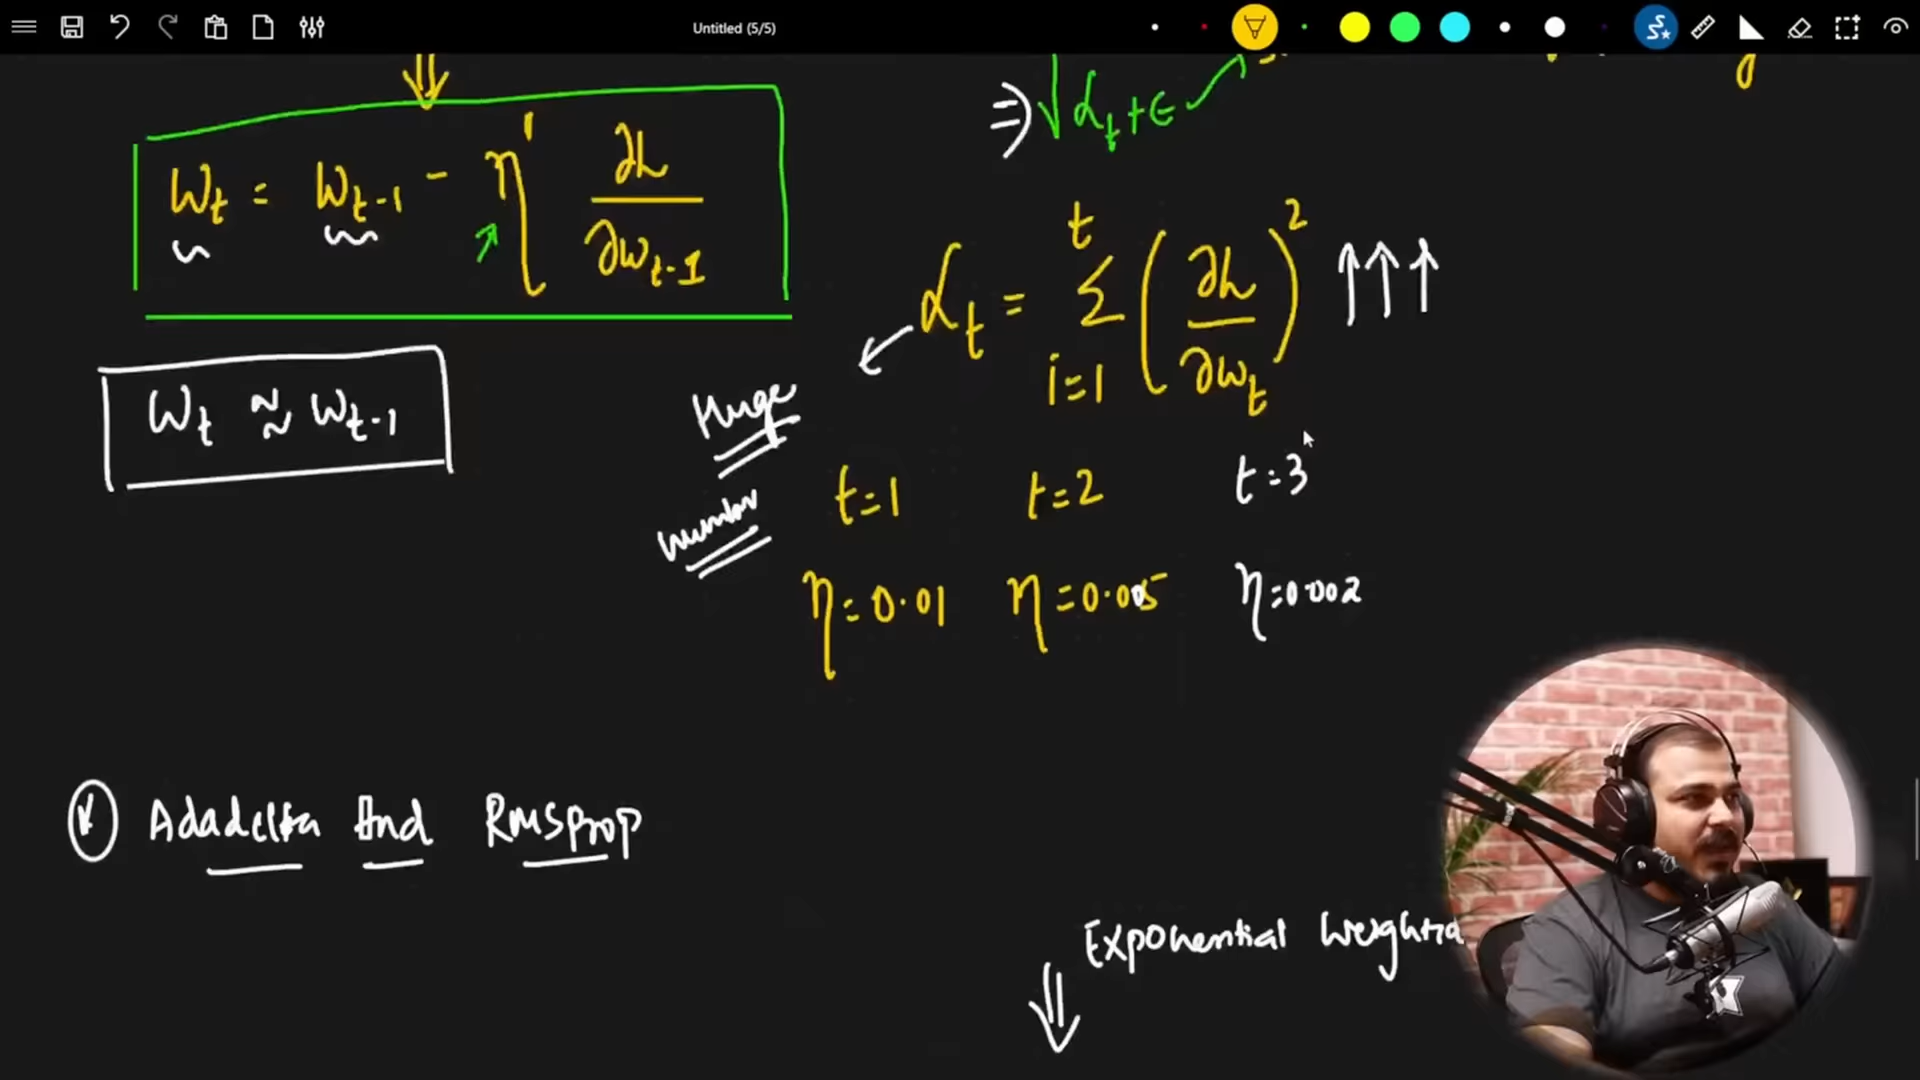 Untitled (5/5)
⇒ √αt+ε
Wt = Wt-1 - η' ∂L/∂wt-1
αt = t Σ i=1 (∂L/∂wt)² ↑↑↑
Wt ≈ Wt-1
Huge
number
t=1 t=2 t=3
η=0.01 η=0.005 η=0.002
Adadelta And RMSprop
Exponential Weighted